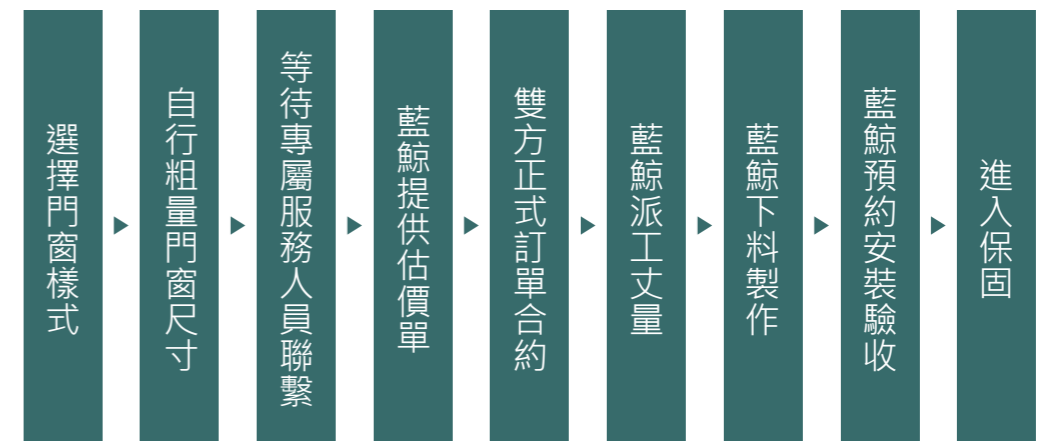 選擇門窗樣式
自行粗量門窗尺寸
等待專屬服務人員聯繫
藍鯨提供估價單
雙方正式訂單合約
藍鯨派工丈量
藍鯨下料製作
藍鯨預約安裝驗收
進入保固